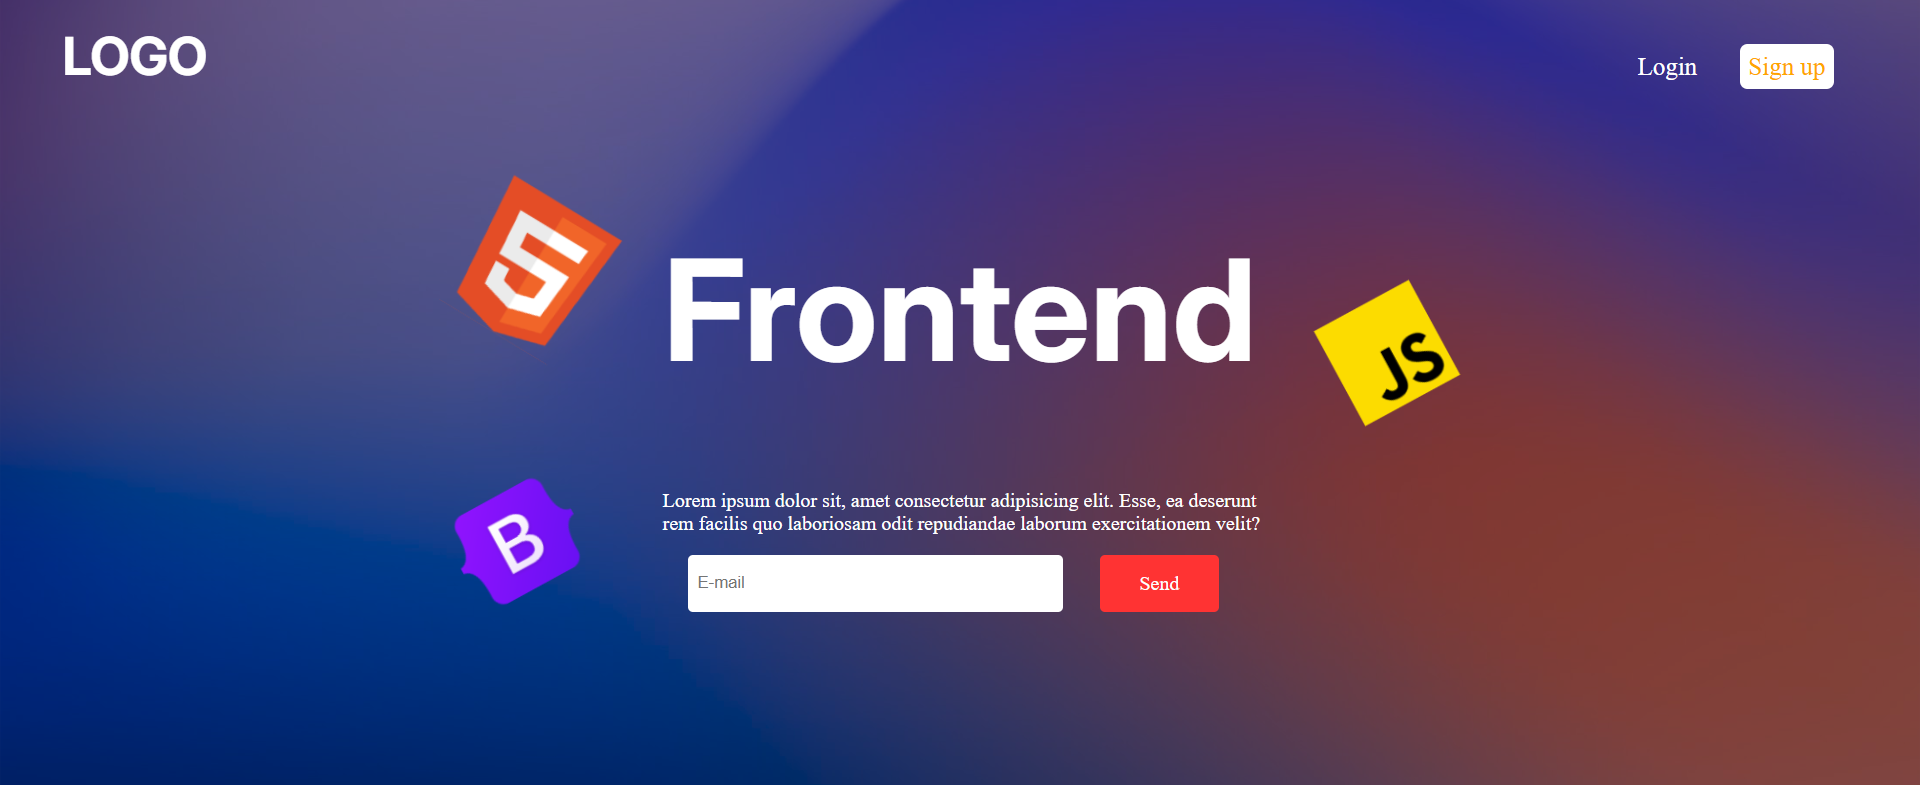 LOGO
Login
Sign up
5
Frontend
JS
B
Lorem ipsum dolor sit, amet consectetur adipisicing elit. Esse, ea deserunt
rem facilis quo laboriosam odit repudiandae laborum exercitationem velit?
E-mail
Send